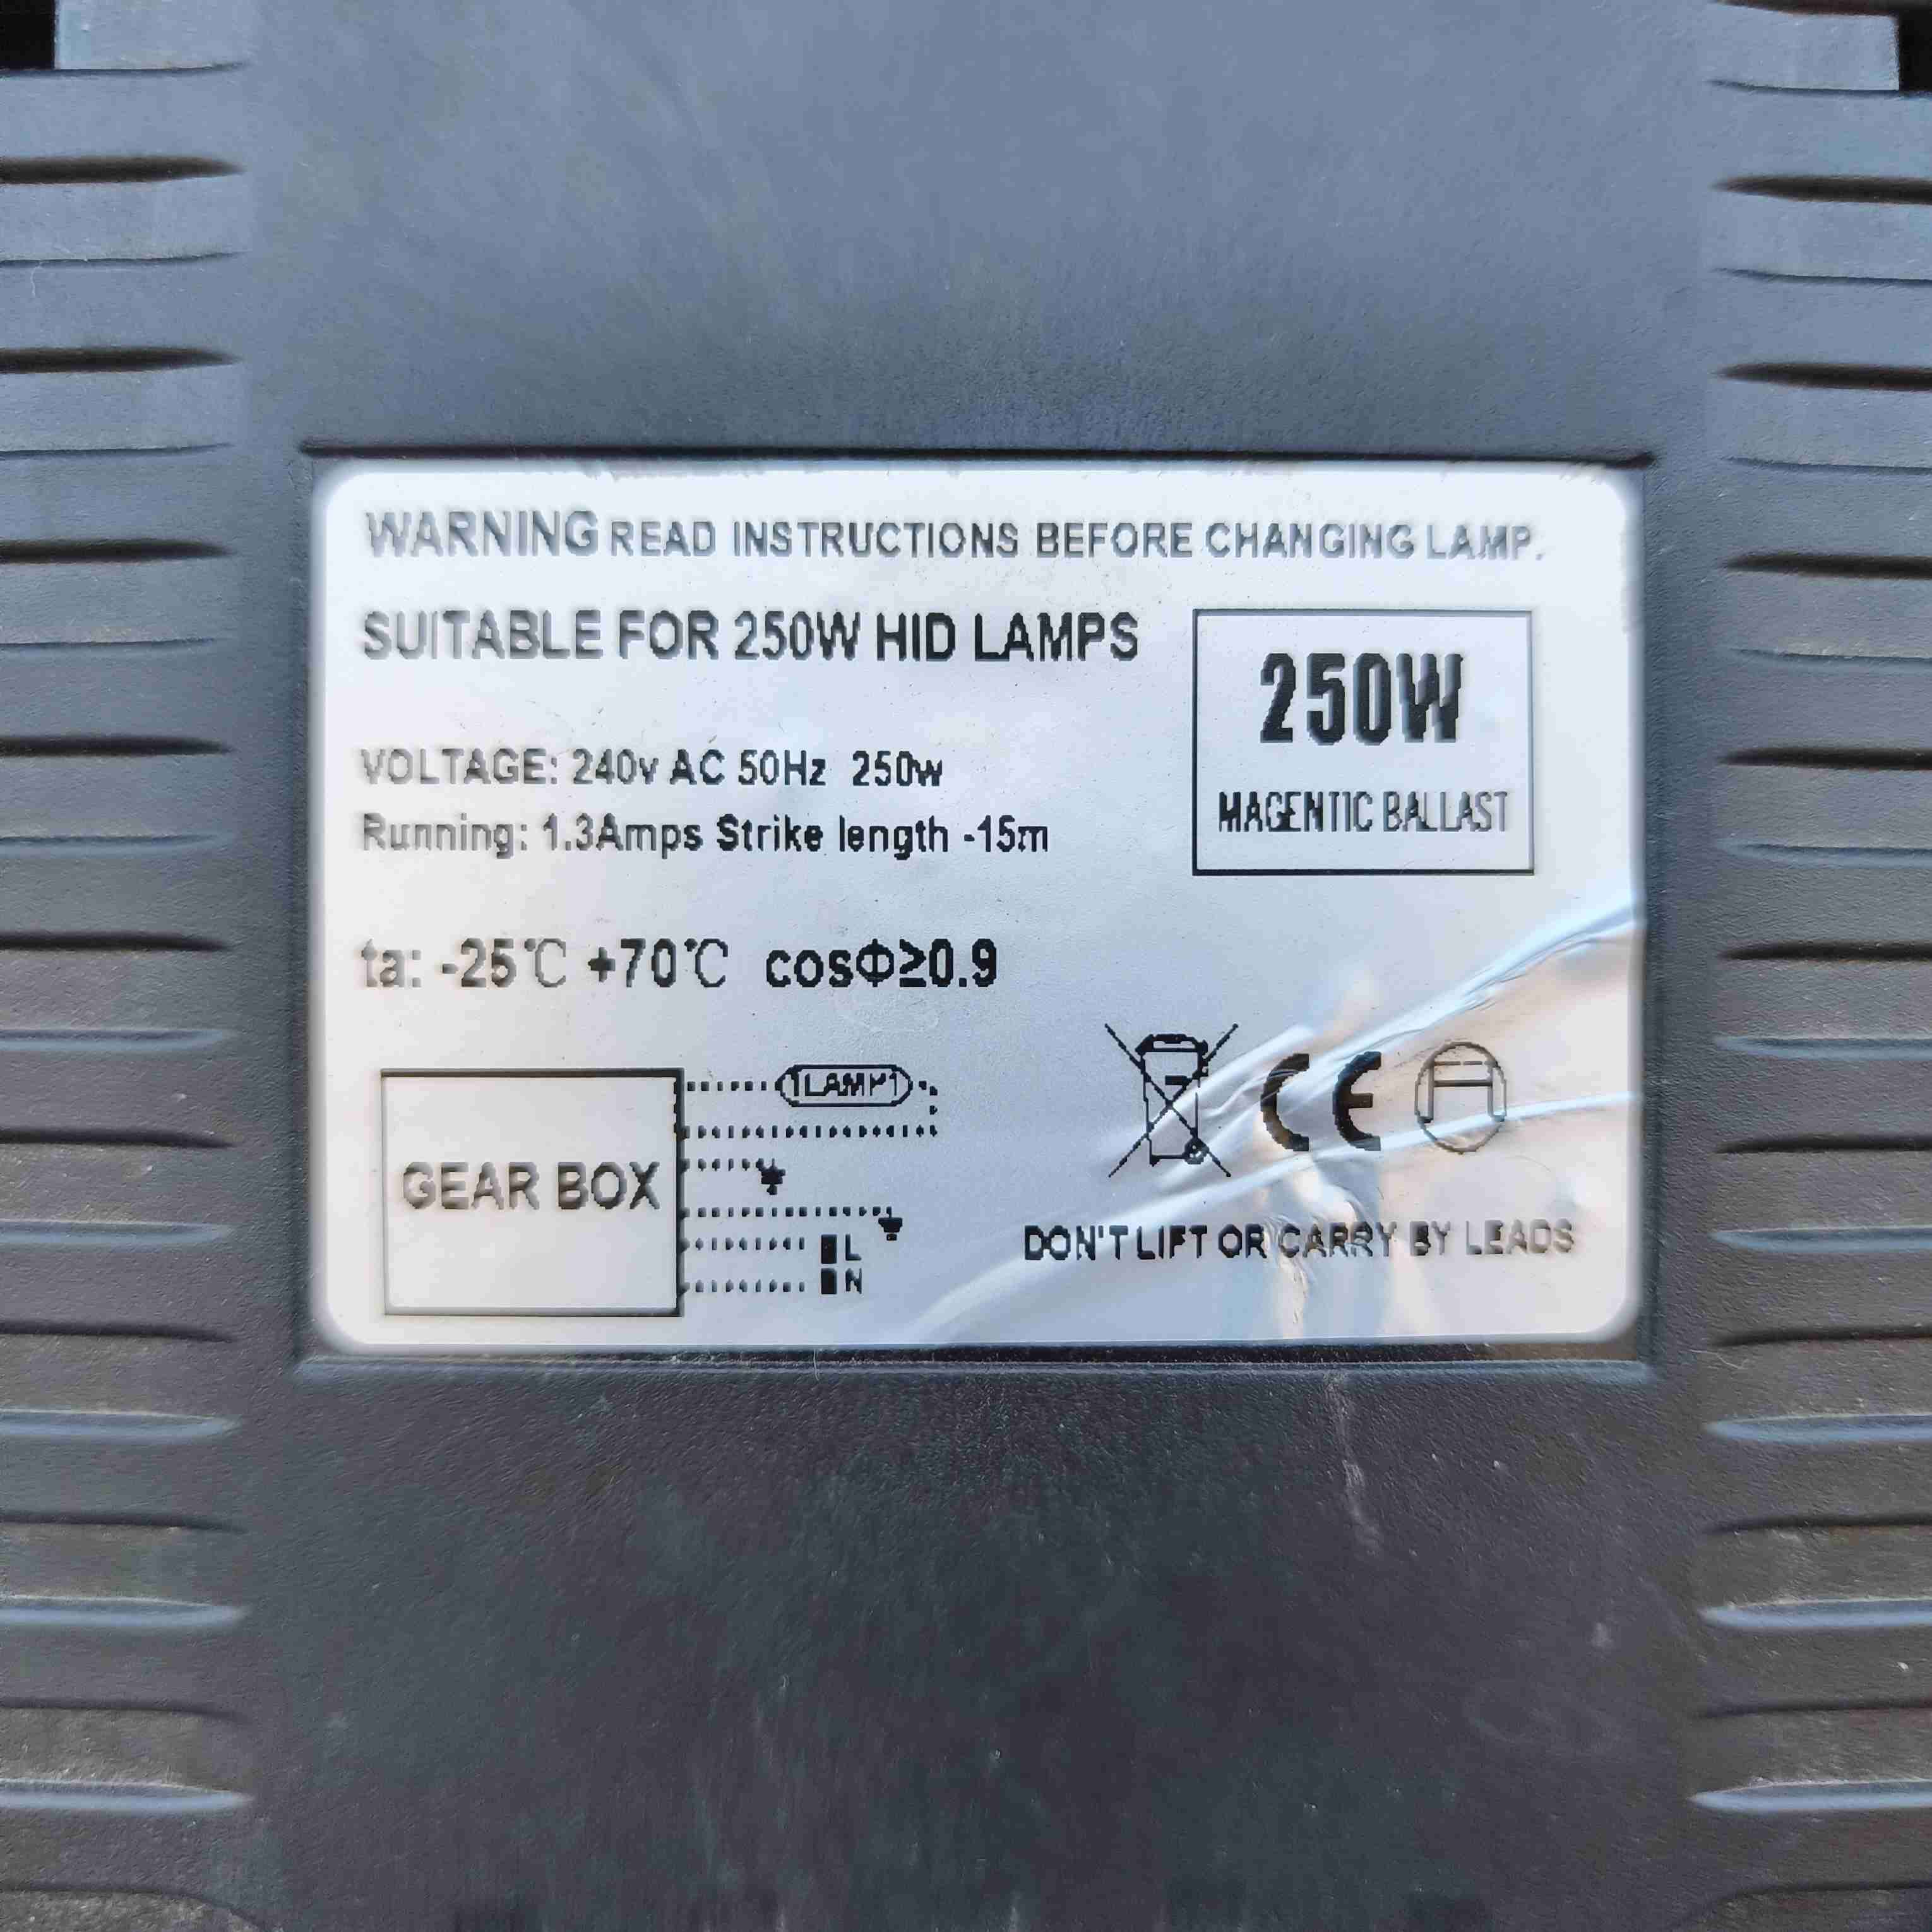 WARNING READ INSTRUCTIONS BEFORE CHANGING LAMP.
SUITABLE FOR 250W HID LAMPS
250W
MAGENTIC BALLAST
VOLTAGE: 240v AC 50Hz 250w
Running: 1.3Amps Strike length -15m
ta: -25℃ +70℃ cosΦ≥0.9
LAMP
GEAR BOX
L
N
CE
DON'T LIFT OR CARRY BY LEADS